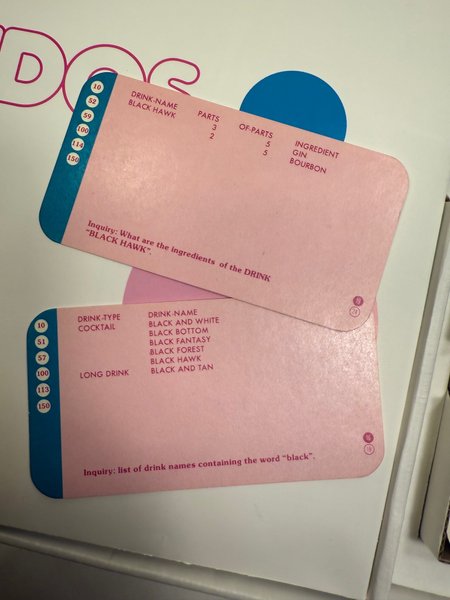 DOS
10
52
59
100
114
150
DRINK-NAME PARTS OF-PARTS INGREDIENT
BLACK HAWK 3 5 GIN
2 5 BOURBON
Inquiry: What are the ingredients of the DRINK
"BLACK HAWK".
10
51
57
100
113
150
DRINK-TYPE DRINK-NAME
COCKTAIL BLACK AND WHITE
BLACK BOTTOM
BLACK FANTASY
BLACK FOREST
BLACK HAWK
LONG DRINK BLACK AND TAN
Inquiry: list of drink names containing the word "black".